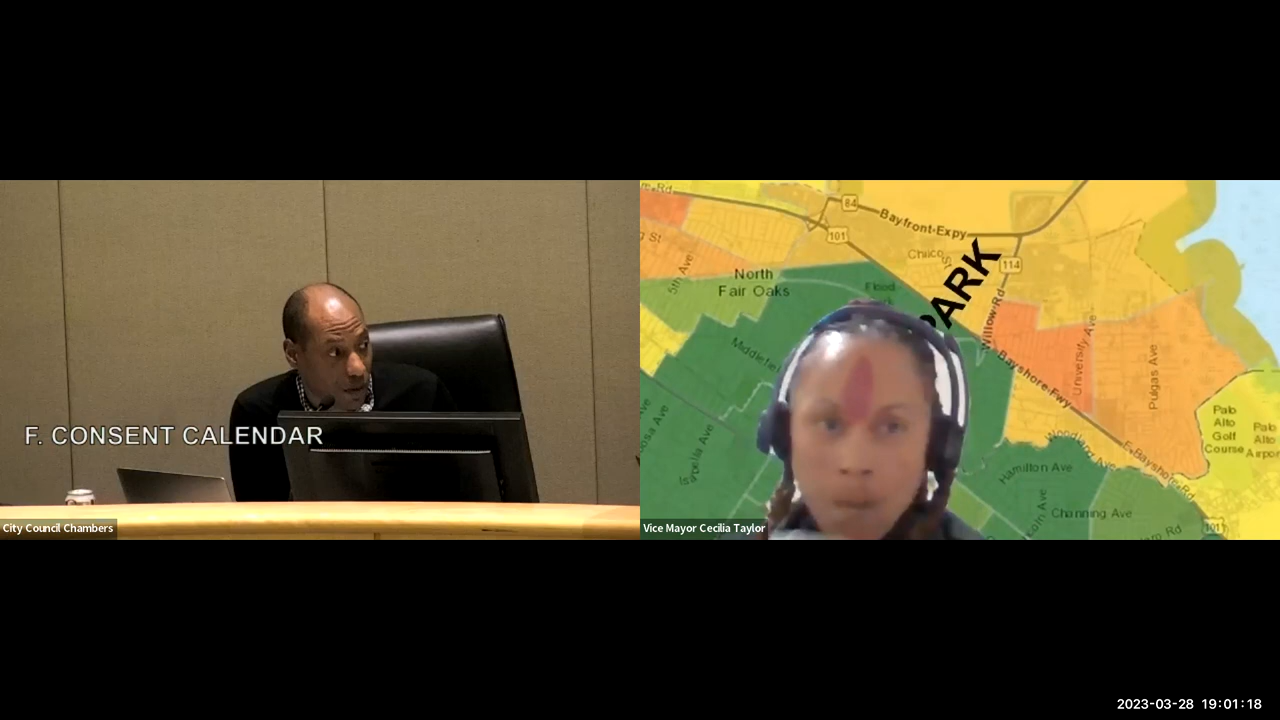 F. CONSENT CALENDAR
City Council Chambers
84
Bayfront Expy
101
Chilco St
114
5th Ave
North
Fair Oaks
Flood
PARK
Willow Rd
University Ave
Bayshore Fwy
Pulgas Ave
Palo
Alto
Golf
Course
Palo
Alto
Airport
Woodland Ave
E Bayshore Rd
Hamilton Ave
Channing Ave
101
Vice Mayor Cecilia Taylor
2023-03-28 19:01:18